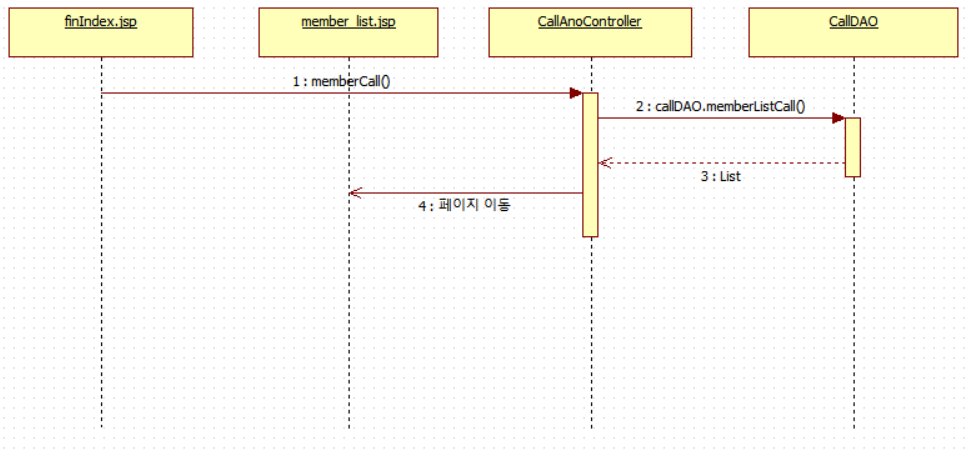 finIndex.jsp
member_list.jsp
CallAnoController
CallDAO
1 : memberCall()
2 : callDAO.memberListCall()
3 : List
4 : 페이지 이동